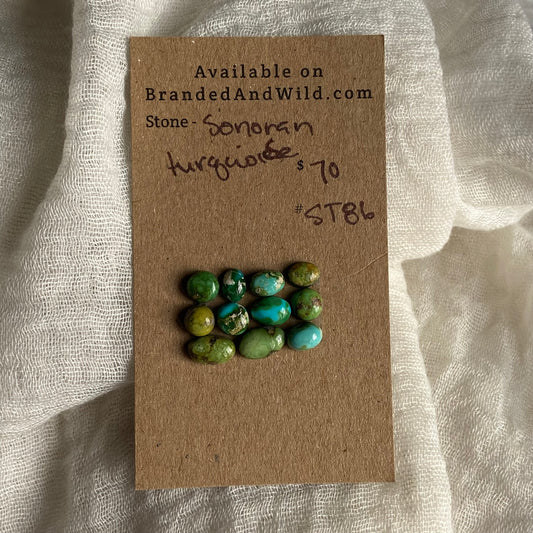 Available on
BrandedAndWild.com
Stone - Sonoran
turquoise $70
#ST86